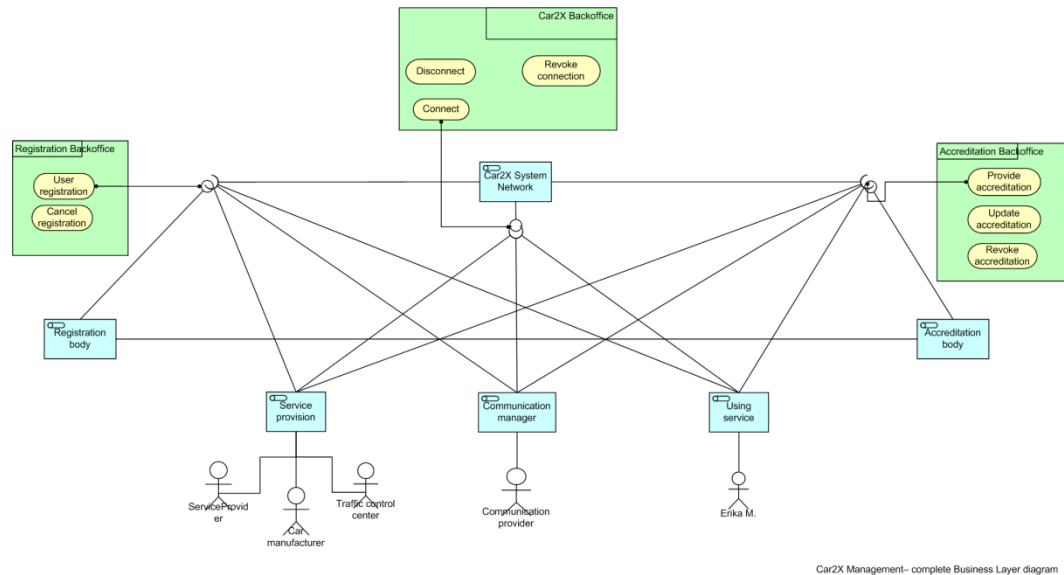 Car2X Backoffice
Disconnect
Revoke
connection
Connect
Registration Backoffice
User
registration
Cancel
registration
Car2X System
Network
Accreditation Backoffice
Provide
accreditation
Update
accreditation
Revoke
accreditation
Registration
body
Accreditation
body
Service
provision
Communication
manager
Using
service
ServiceProvid
er
Car
manufacturer
Traffic control
center
Communication
provider
Erika M.
Car2X Management– complete Business Layer diagram